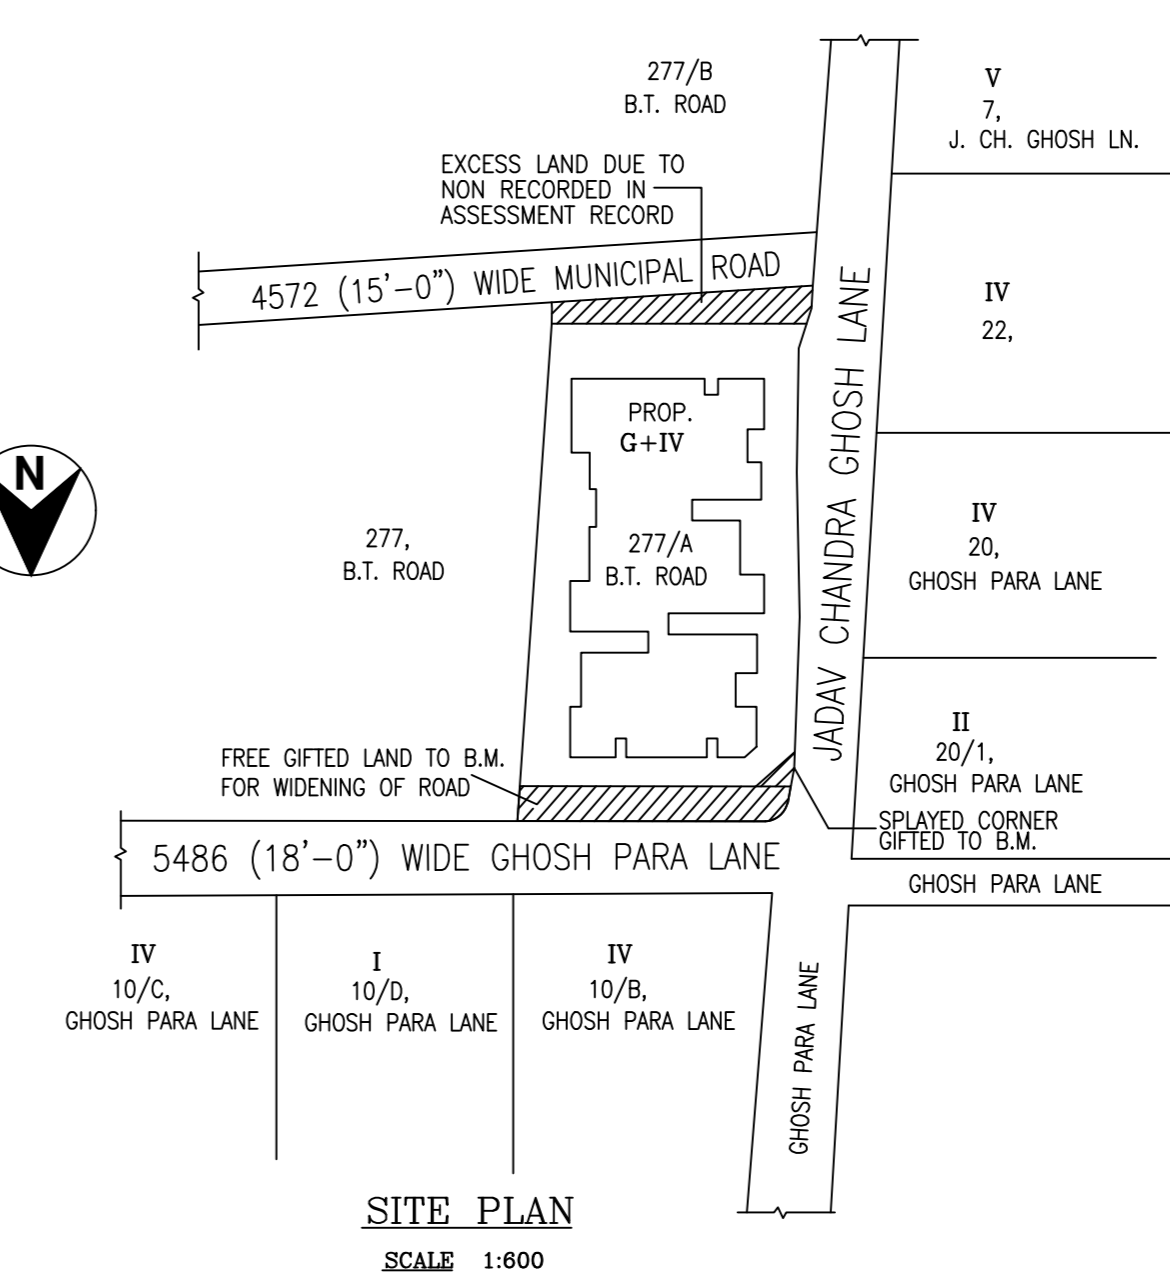 277/B
B.T. ROAD
V
7,
J. CH. GHOSH LN.
EXCESS LAND DUE TO
NON RECORDED IN
ASSESSMENT RECORD
4572 (15'-0") WIDE MUNICIPAL ROAD
JADAV CHANDRA GHOSH LANE
IV
22,
PROP.
G+IV
N
277,
B.T. ROAD
277/A
B.T. ROAD
IV
20,
GHOSH PARA LANE
II
20/1,
GHOSH PARA LANE
FREE GIFTED LAND TO B.M.
FOR WIDENING OF ROAD
SPLAYED CORNER
GIFTED TO B.M.
5486 (18'-0") WIDE GHOSH PARA LANE
GHOSH PARA LANE
IV
10/C,
GHOSH PARA LANE
I
10/D,
GHOSH PARA LANE
IV
10/B,
GHOSH PARA LANE
GHOSH PARA LANE
SITE PLAN
SCALE 1:600